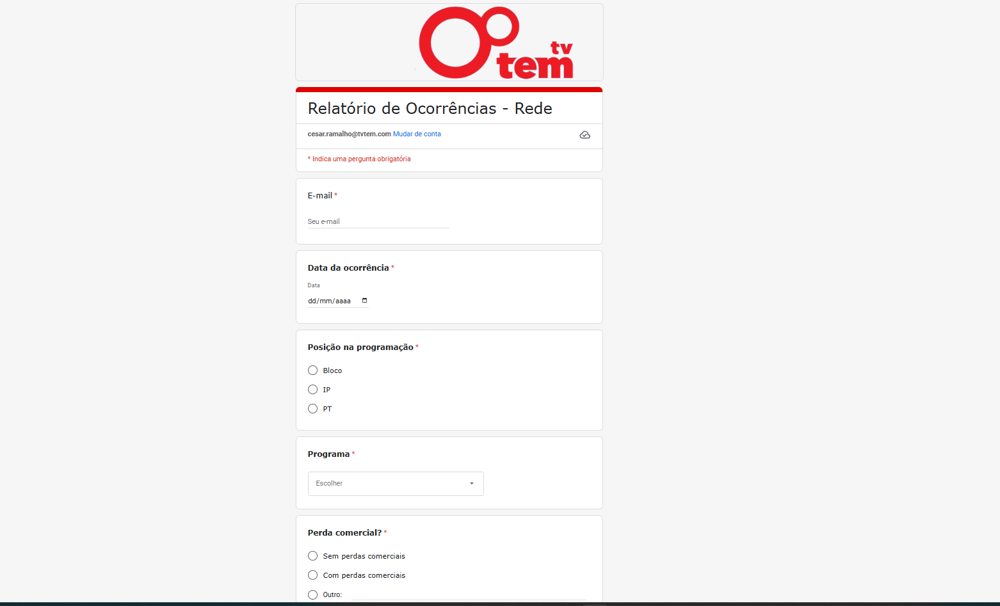 tv
tem
Relatório de Ocorrências - Rede
cesar.ramalho@tvtem.com Mudar de conta
* Indica uma pergunta obrigatória
E-mail *
Seu e-mail
Data da ocorrência *
Data
dd/mm/aaaa
Posição na programação *
Bloco
IP
PT
Programa *
Escolher
Perda comercial? *
Sem perdas comerciais
Com perdas comerciais
Outro: